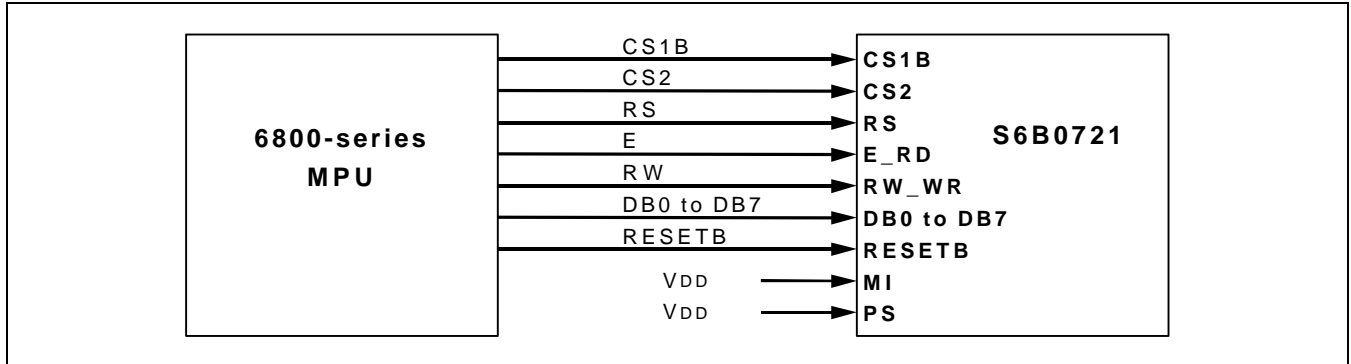 6800-series
MPU
CS1B
CS2
RS
E
RW
DB0 to DB7
RESETB
VDD
VDD
CS1B
CS2
RS
E_RD
RW_WR
DB0 to DB7
RESETB
MI
PS
S6B0721